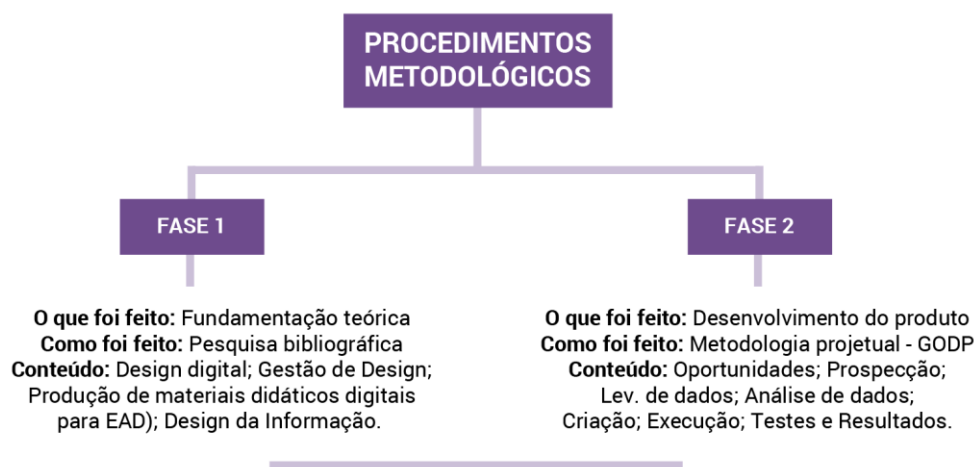 PROCEDIMENTOS
METODOLÓGICOS
FASE 1
O que foi feito: Fundamentação teórica
Como foi feito: Pesquisa bibliográfica
Conteúdo: Design digital; Gestão de Design;
Produção de materiais didáticos digitais
para EAD); Design da Informação.
FASE 2
O que foi feito: Desenvolvimento do produto
Como foi feito: Metodologia projetual - GODP
Conteúdo: Oportunidades; Prospecção;
Lev. de dados; Análise de dados;
Criação; Execução; Testes e Resultados.